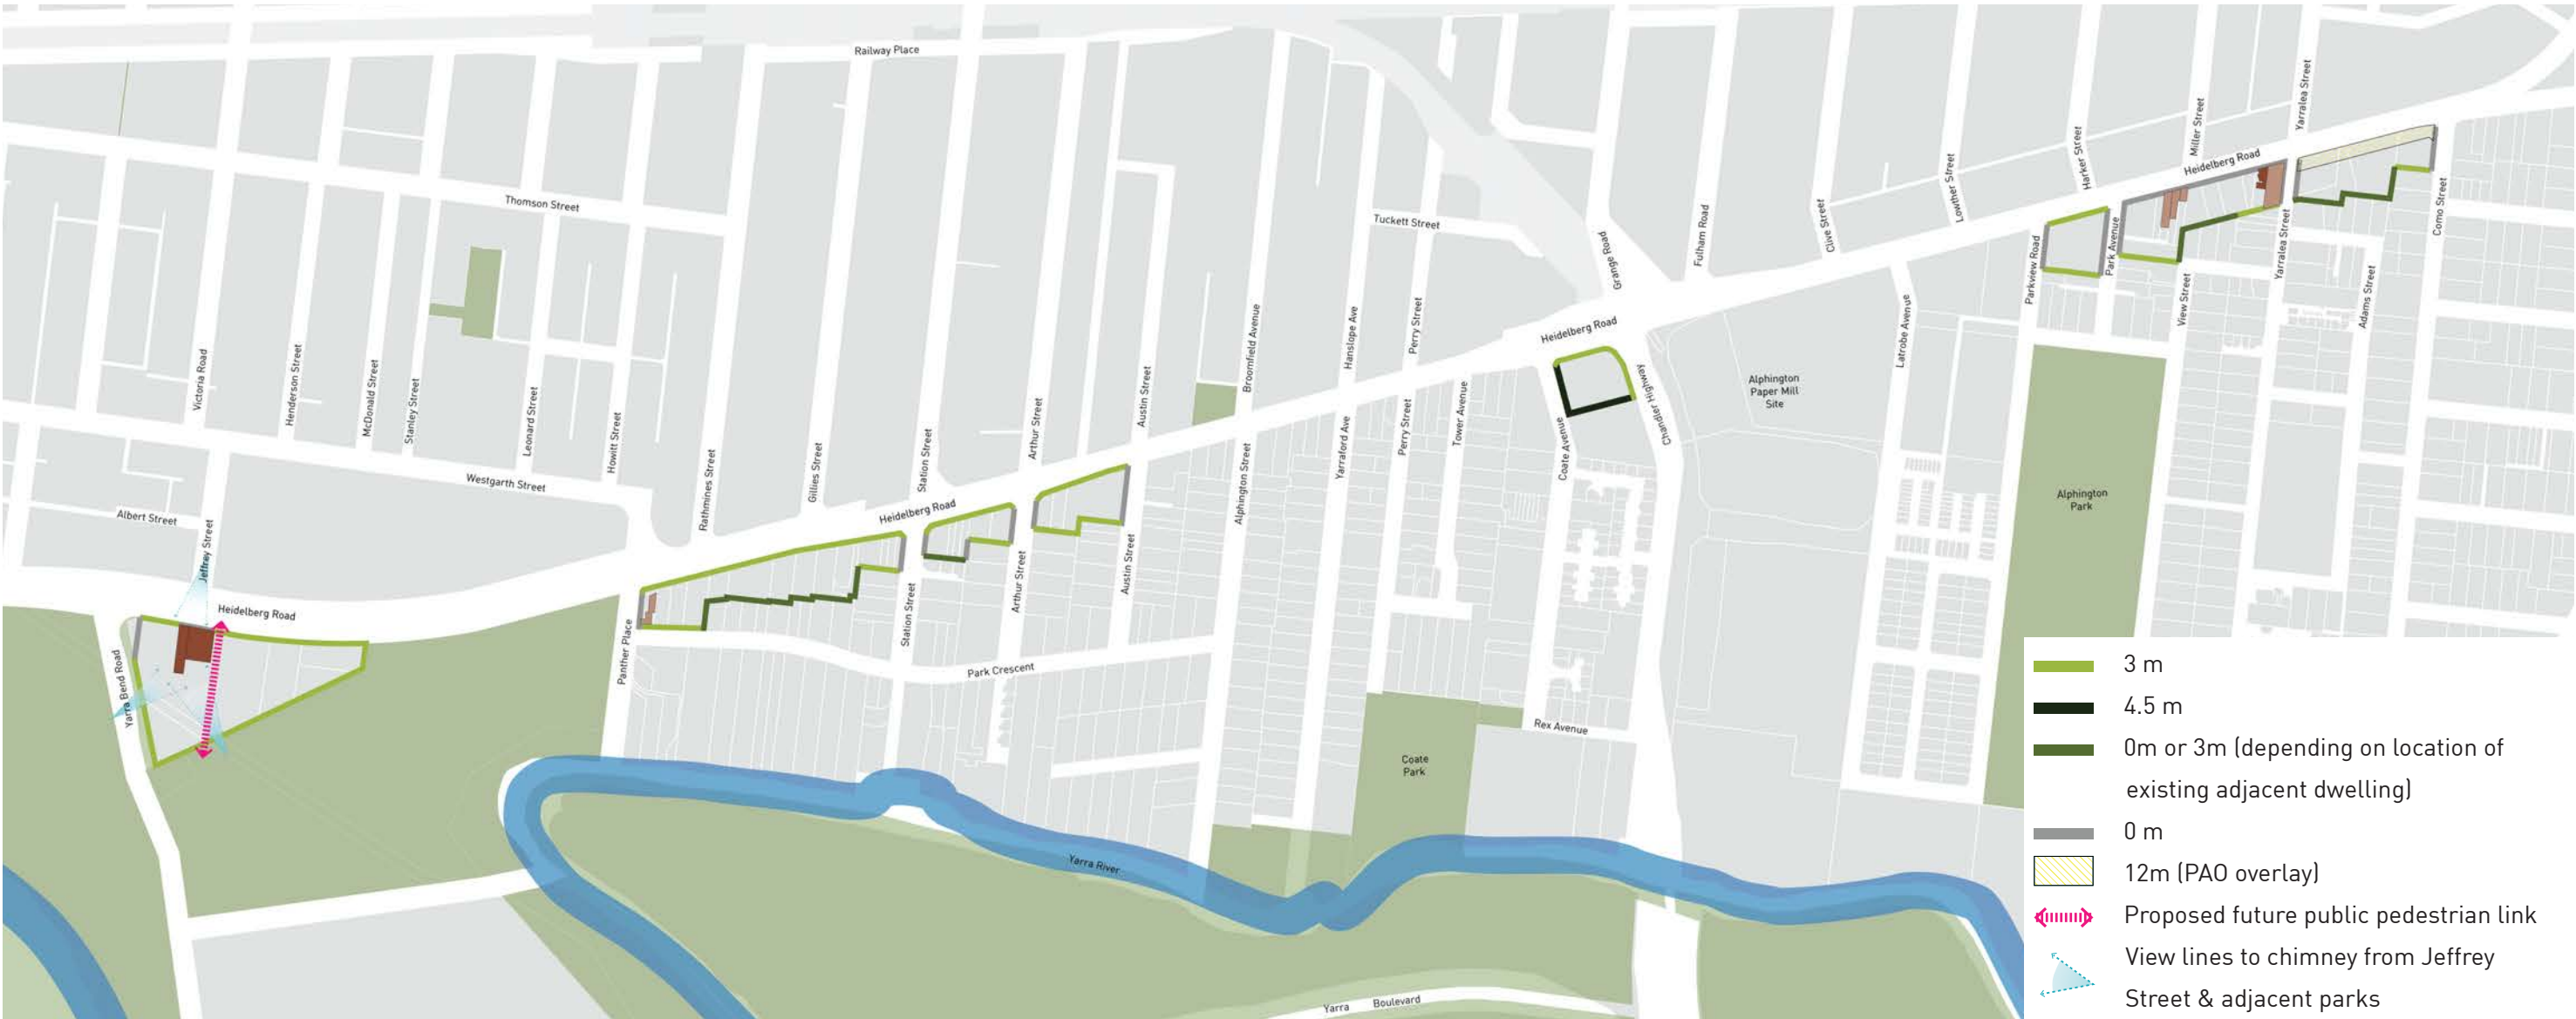 Railway Place
Thomson Street
Tuckett Street
Victoria Road
Henderson Street
McDonald Street
Stanley Street
Leonard Street
Howitt Street
Rathmines Street
Gillies Street
Station Street
Arthur Street
Austin Street
Broomfield Avenue
Hanslope Ave
Perry Street
Grange Road
Fulham Road
Clive Street
Lowther Street
Harker Street
Miller Street
Yarralea Street
Heidelberg Road
Heidelberg Road
Westgarth Street
Albert Street
Jeffrey Street
Heidelberg Road
Heidelberg Road
Yarra Bend Road
Panther Place
Station Street
Arthur Street
Austin Street
Park Crescent
Alphington Street
Yarraford Ave
Perry Street
Tower Avenue
Coate Avenue
Chandler Highway
Alphington
Paper Mill
Site
Latrobe Avenue
Parkview Road
Park Avenue
View Street
Yarralea Street
Adams Street
Como Street
Alphington
Park
Rex Avenue
Coate
Park
Yarra River
Yarra Boulevard
3 m
4.5 m
0m or 3m (depending on location of
existing adjacent dwelling)
0 m
12m (PAO overlay)
Proposed future public pedestrian link
View lines to chimney from Jeffrey
Street & adjacent parks